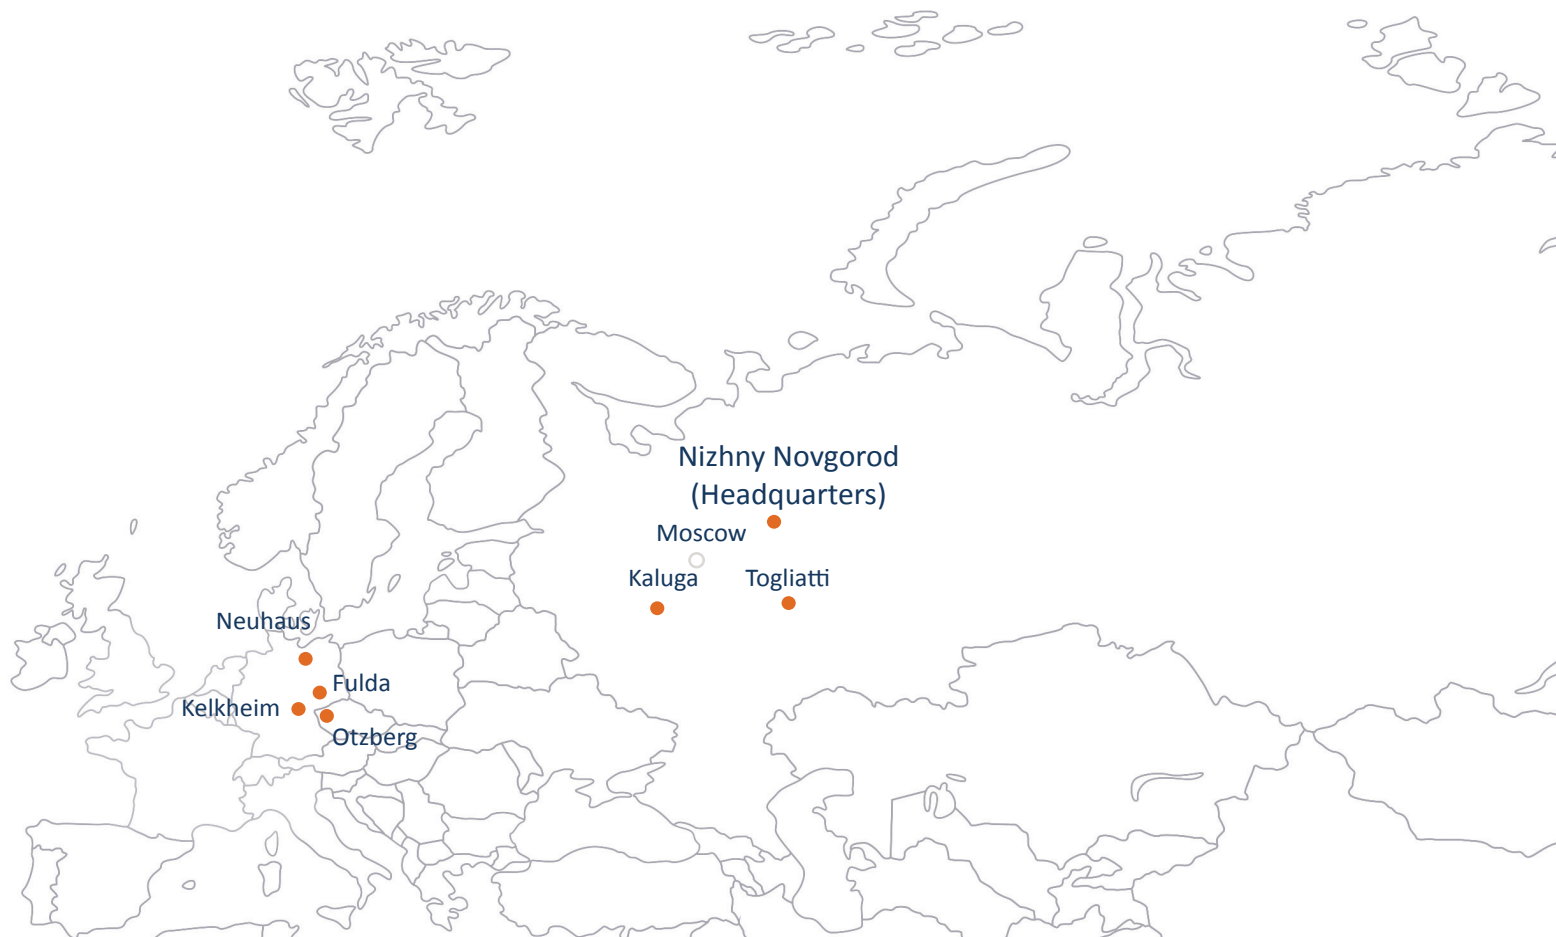 Nizhny Novgorod
(Headquarters)
Moscow
Kaluga
Togliatti
Neuhaus
Fulda
Kelkheim
Otzberg